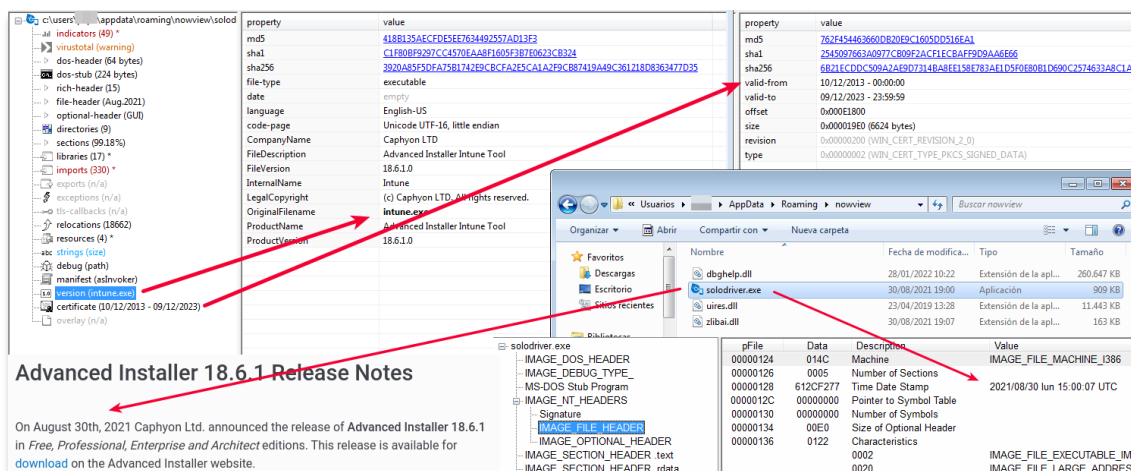 c:\users\ \appdata\roaming\nowview\solod
indicators (49) *
virustotal (warning)
dos-header (64 bytes)
dos-stub (224 bytes)
rich-header (15)
file-header (Aug.2021)
optional-header (GUI)
directories (9)
sections (99.18%)
libraries (17) *
imports (330) *
exports (n/a)
exceptions (n/a)
tls-callbacks (n/a)
relocations (18662)
resources (4) *
abc strings (size)
debug (path)
manifest (asInvoker)
1.0 version (intune.exe)
certificate (10/12/2013 - 09/12/2023)
overlay (n/a)
property value
md5 418B135AECFDE5EE7634492557AD13F3
sha1 C1F80BF9297CC4570EAA8F1605F3B7E0623CB324
sha256 3920A85F5DFA75B1742E9CBCFA2E5CA1A2F9CB87419A49C361218D8363477D35
file-type executable
date empty
language English-US
code-page Unicode UTF-16, little endian
CompanyName Caphyon LTD
FileDescription Advanced Installer Intune Tool
FileVersion 18.6.1.0
InternalName Intune
LegalCopyright (c) Caphyon LTD. All rights reserved.
OriginalFilename intune.exe
ProductName Advanced Installer Intune Tool
ProductVersion 18.6.1.0
property value
md5 762F454463660DB20E9C1605DD516EA1
sha1 2545097663A0977CB09F2ACF1ECBAFF9D9AA6E66
sha256 6B21ECDDC509A2AE9D7314BA8EE158E783AE1D5F0E80B1D690C2574633A8C1A
valid-from 10/12/2013 - 00:00:00
valid-to 09/12/2023 - 23:59:59
offset 0x000E1800
size 0x000019E0 (6624 bytes)
revision 0x00000200 (WIN_CERT_REVISION_2_0)
type 0x00000002 (WIN_CERT_TYPE_PKCS_SIGNED_DATA)
« Usuarios AppData Roaming nowview
Buscar nowview
Organizar Abrir Compartir con Nueva carpeta
Favoritos
Descargas
Escritorio
Sitios recientes
Bibliotecas
Nombre Fecha de modifica... Tipo Tamaño
dbghelp.dll 28/01/2022 10:22 Extensión de la apl... 260.647 KB
solodriver.exe 30/08/2021 19:00 Aplicación 909 KB
uires.dll 23/04/2019 13:28 Extensión de la apl... 11.443 KB
zlibai.dll 30/08/2021 19:07 Extensión de la apl... 163 KB
Advanced Installer 18.6.1 Release Notes
On August 30th, 2021 Caphyon Ltd. announced the release of Advanced Installer 18.6.1
in Free, Professional, Enterprise and Architect editions. This release is available for
download on the Advanced Installer website.
solodriver.exe
IMAGE_DOS_HEADER
IMAGE_DEBUG_TYPE_
MS-DOS Stub Program
IMAGE_NT_HEADERS
Signature
IMAGE_FILE_HEADER
IMAGE_OPTIONAL_HEADER
IMAGE_SECTION_HEADER .text
IMAGE_SECTION_HEADER .rdata
pFile Data Description Value
00000124 014C Machine IMAGE_FILE_MACHINE_I386
00000126 0005 Number of Sections
00000128 612CF277 Time Date Stamp 2021/08/30 lun 15:00:07 UTC
0000012C 00000000 Pointer to Symbol Table
00000130 00000000 Number of Symbols
00000134 00E0 Size of Optional Header
00000136 0122 Characteristics
0002 IMAGE_FILE_EXECUTABLE_IM
0020 IMAGE_FILE_LARGE_ADDRES